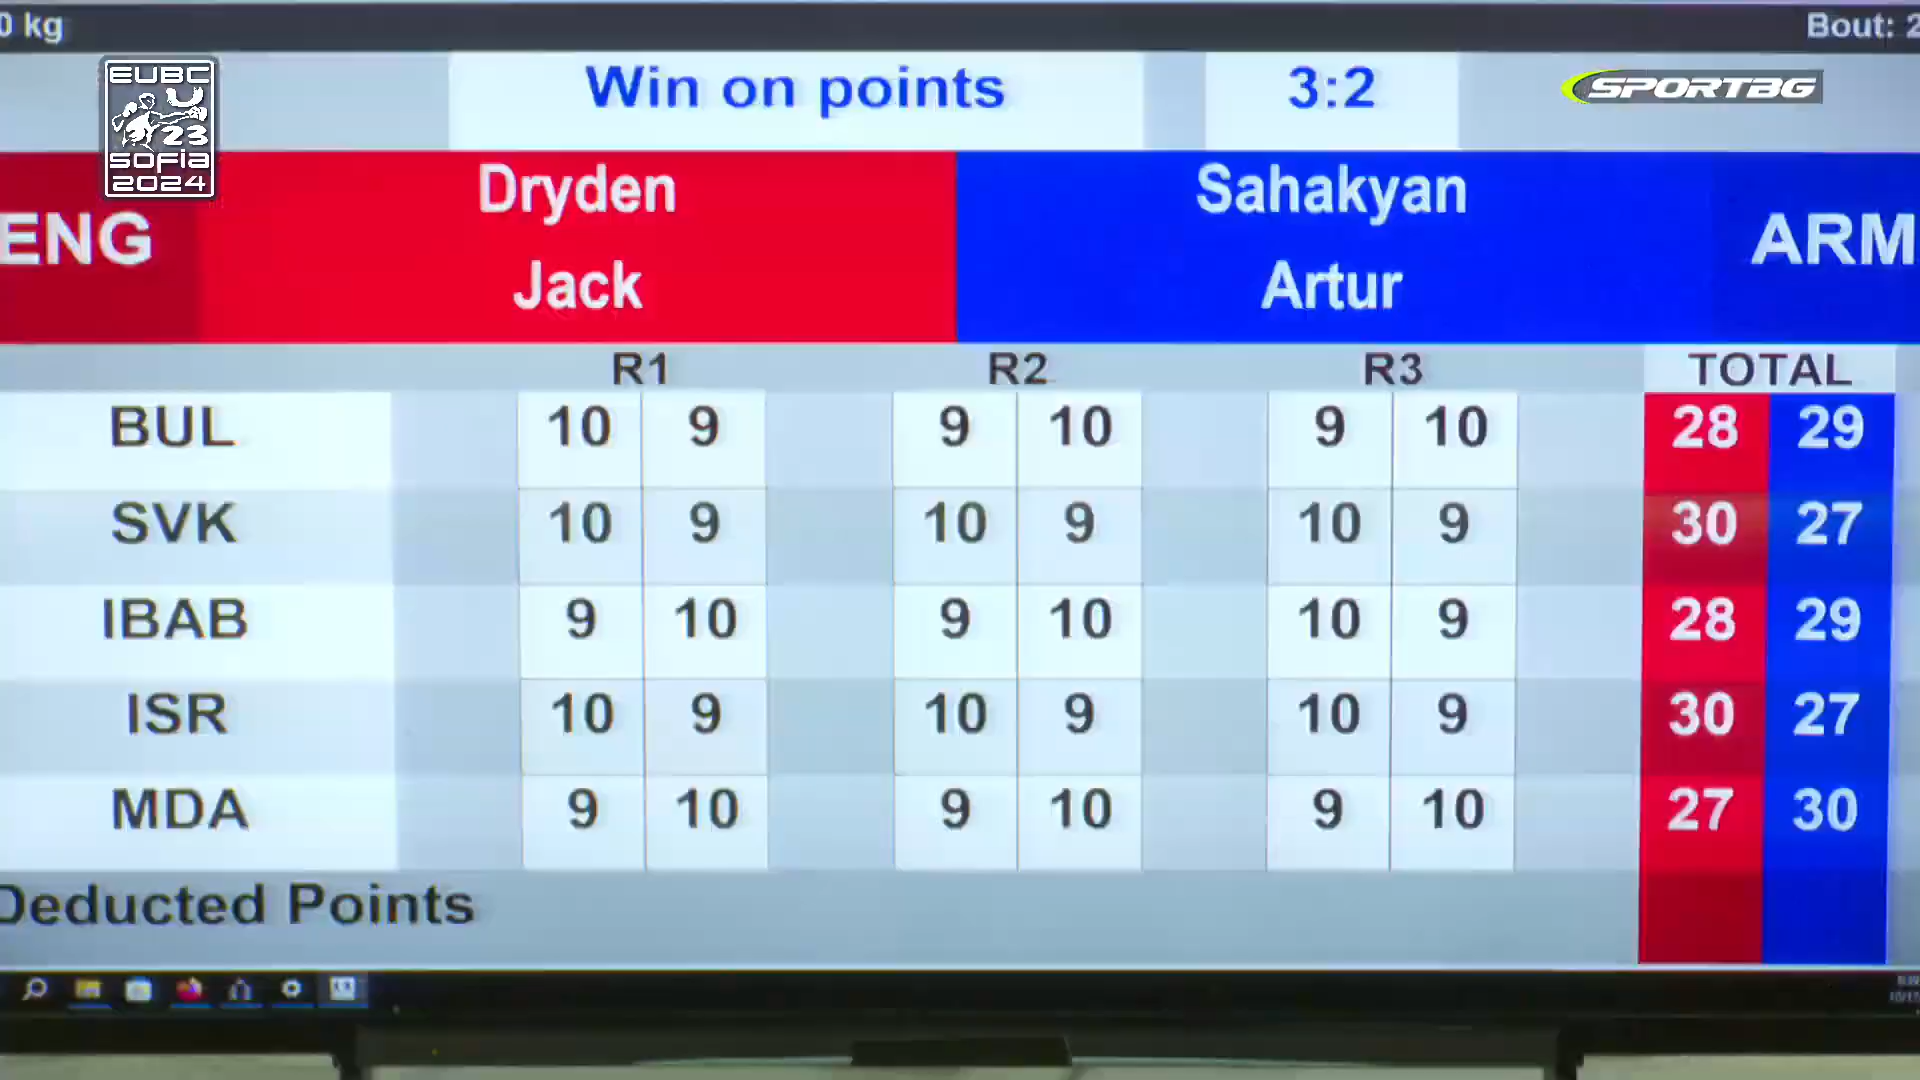 0 kg Bout: 2
EUBC
U
23
SOFIA
2024
Win on points 3:2
SPORTBG
Dryden Sahakyan
ENG ARM
Jack Artur
R1 R2 R3 TOTAL
BUL 10 9 9 10 9 10 28 29
SVK 10 9 10 9 10 9 30 27
IBAB 9 10 9 10 10 9 28 29
ISR 10 9 10 9 10 9 30 27
MDA 9 10 9 10 9 10 27 30
Deducted Points